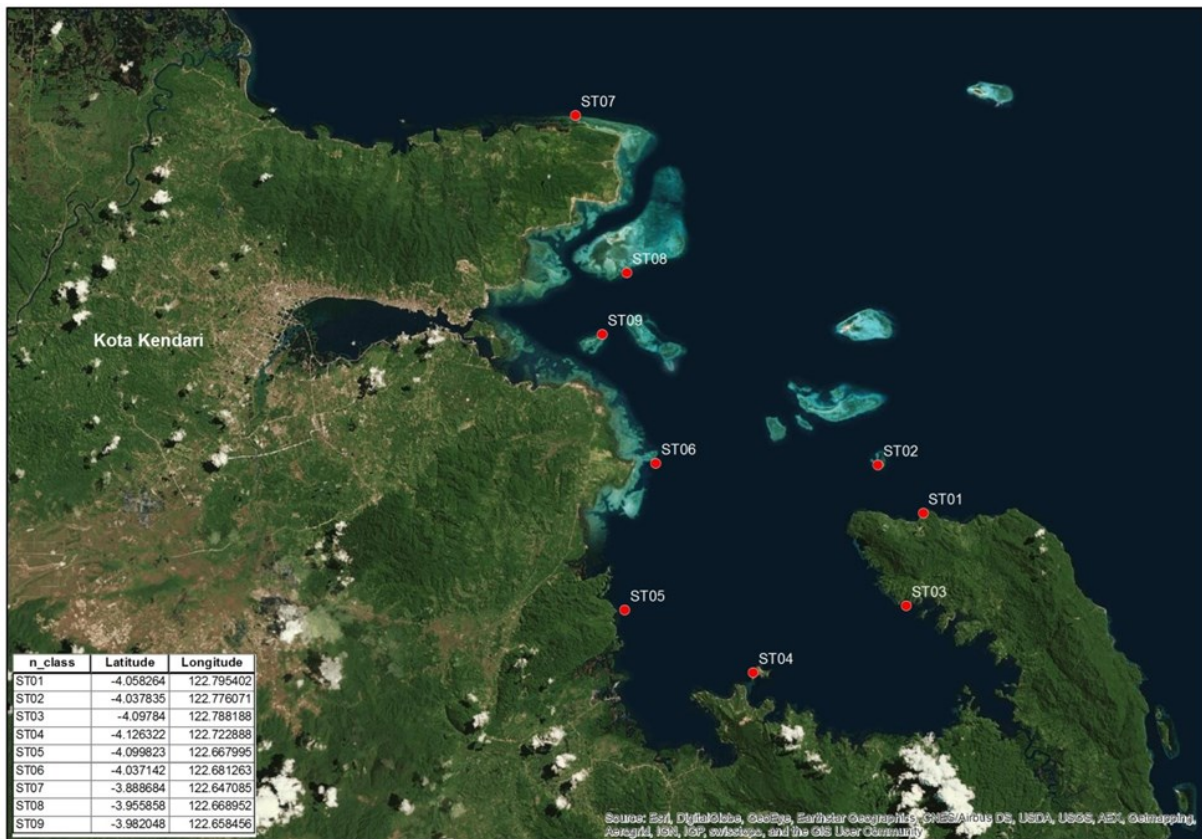 ST07
ST08
ST09
Kota Kendari
ST06
ST02
ST01
ST05
ST03
ST04
n_class Latitude Longitude
ST01 -4.058264 122.795402
ST02 -4.037835 122.776071
ST03 -4.09784 122.788188
ST04 -4.126322 122.722888
ST05 -4.099823 122.667995
ST06 -4.037142 122.681263
ST07 -3.888684 122.647085
ST08 -3.955858 122.668952
ST09 -3.982048 122.658456
Source: Esri, DigitalGlobe, GeoEye, Earthstar Geographics, CNES/Airbus DS, USDA, USGS, AEX, Getmapping,
Aerogrid, IGN, IGP, swisstopo, and the GIS User Community